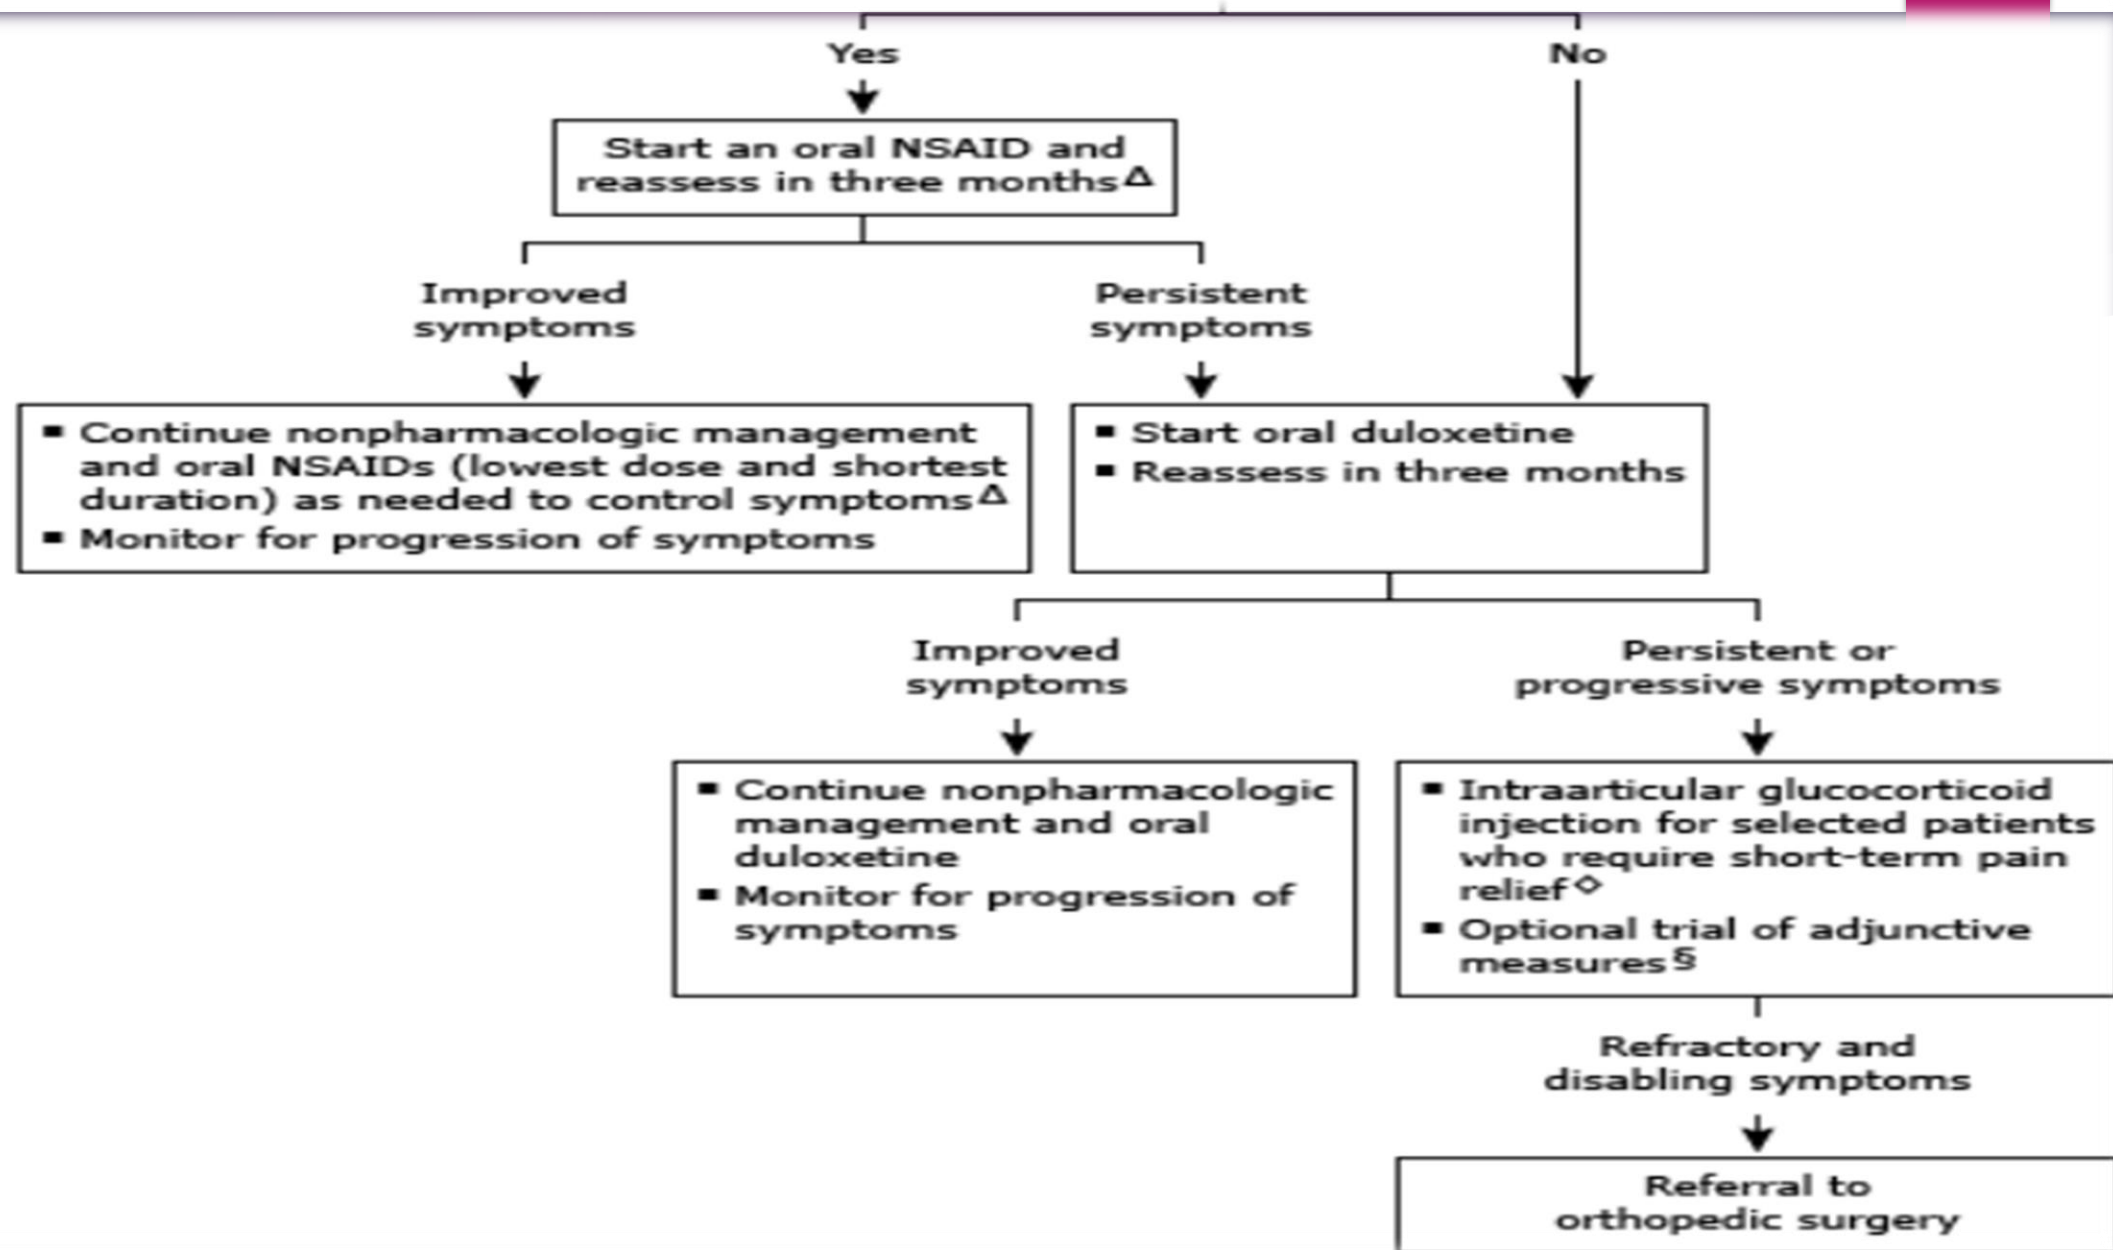 Yes
No
Start an oral NSAID and
reassess in three months Δ
Improved
symptoms
Persistent
symptoms
▪ Continue nonpharmacologic management
and oral NSAIDs (lowest dose and shortest
duration) as needed to control symptoms Δ
▪ Monitor for progression of symptoms
▪ Start oral duloxetine
▪ Reassess in three months
Improved
symptoms
Persistent or
progressive symptoms
▪ Continue nonpharmacologic
management and oral
duloxetine
▪ Monitor for progression of
symptoms
▪ Intraarticular glucocorticoid
injection for selected patients
who require short-term pain
relief ◇
▪ Optional trial of adjunctive
measures §
Refractory and
disabling symptoms
Referral to
orthopedic surgery